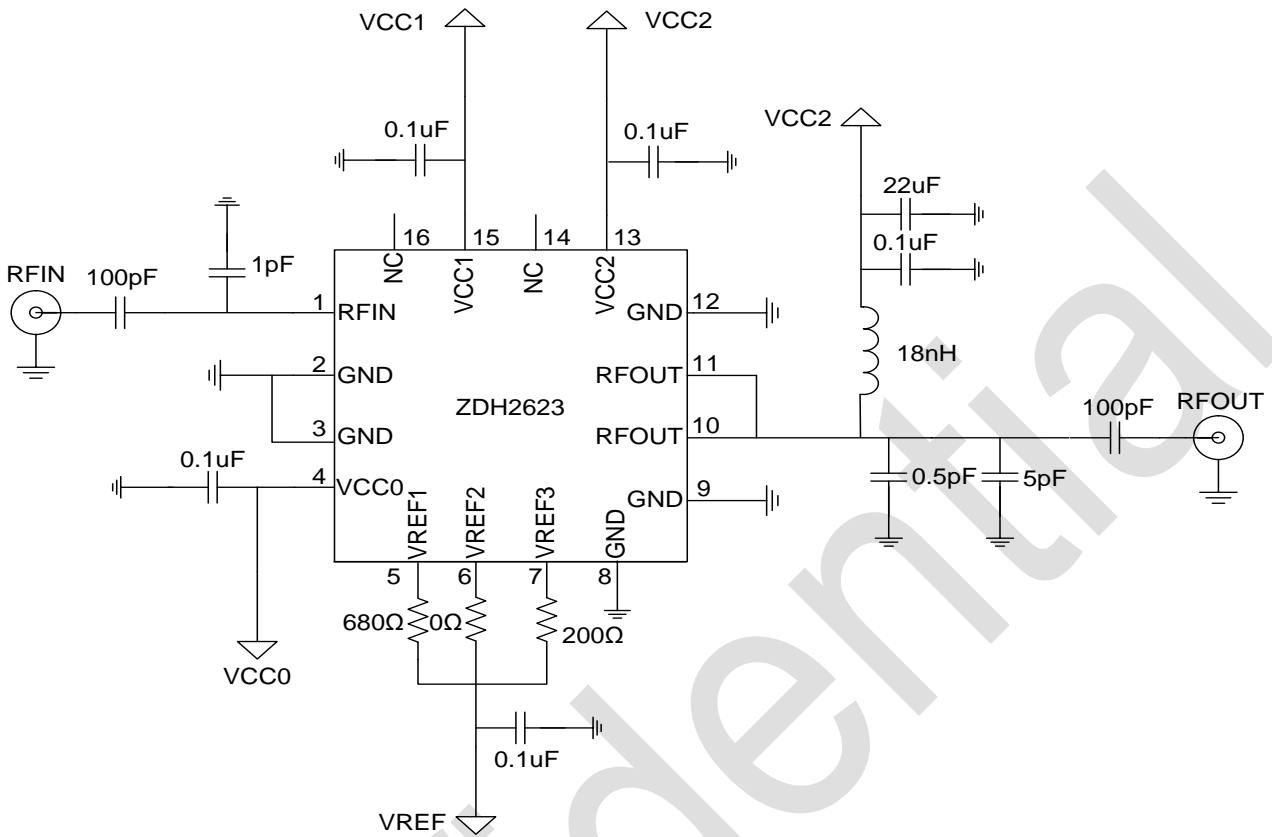 VCC1
VCC2
0.1uF
0.1uF
VCC2
22uF
0.1uF
16
15
14
13
NC
VCC1
NC
VCC2
RFIN
100pF
1pF
1
RFIN
GND
12
2
GND
RFOUT
11
18nH
ZDH2623
3
GND
RFOUT
10
100pF
RFOUT
0.1uF
4
VCC0
GND
9
0.5pF
5pF
VREF1
VREF2
VREF3
GND
5
6
7
8
680Ω
0Ω
200Ω
VCC0
0.1uF
VREF
dential